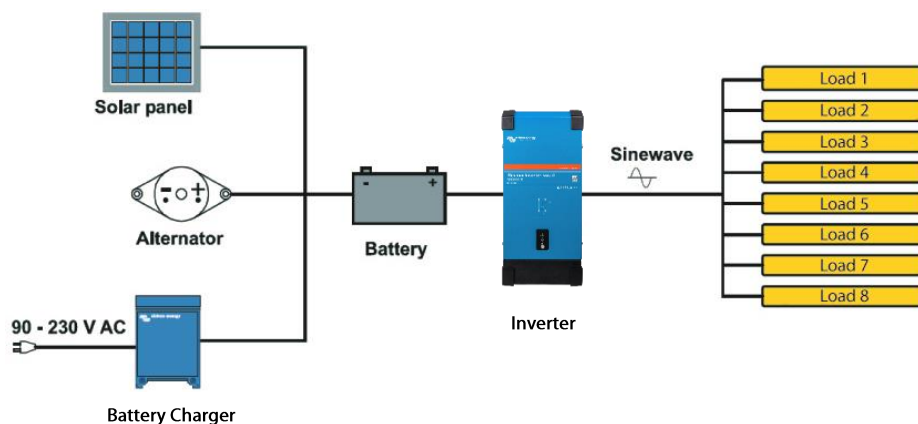 Solar panel
Alternator
90 - 230 V AC
Battery Charger
-
+
-
+
Battery
Inverter
Sinewave
Load 1
Load 2
Load 3
Load 4
Load 5
Load 6
Load 7
Load 8